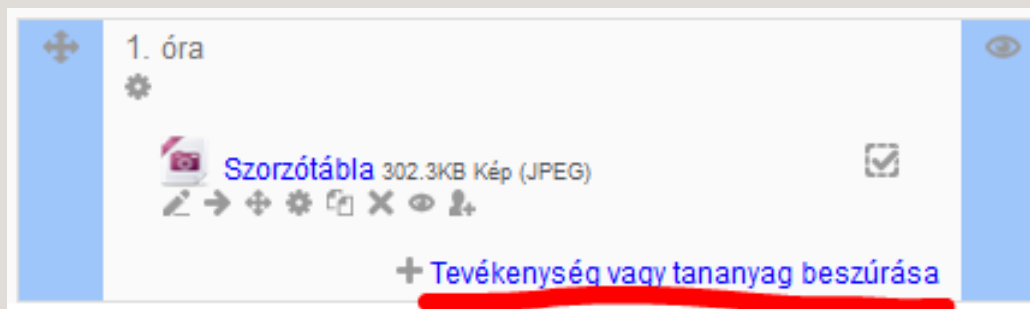 1. óra
Szorzótábla 302.3KB Kép (JPEG)
Tevékenység vagy tananyag beszúrása